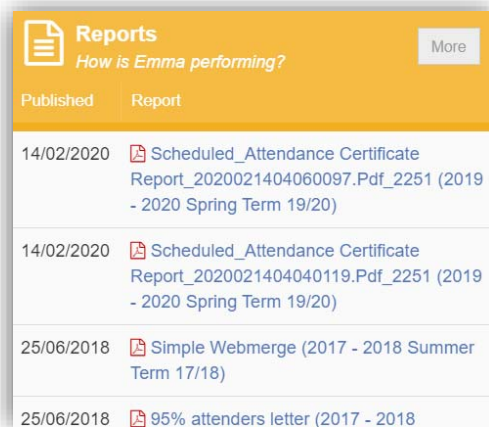 Reports
How is Emma performing?
More
Published Report
14/02/2020 Scheduled_Attendance Certificate
Report_2020021404060097.Pdf_2251 (2019
- 2020 Spring Term 19/20)
14/02/2020 Scheduled_Attendance Certificate
Report_2020021404040119.Pdf_2251 (2019
- 2020 Spring Term 19/20)
25/06/2018 Simple Webmerge (2017 - 2018 Summer
Term 17/18)
25/06/2018 95% attenders letter (2017 - 2018